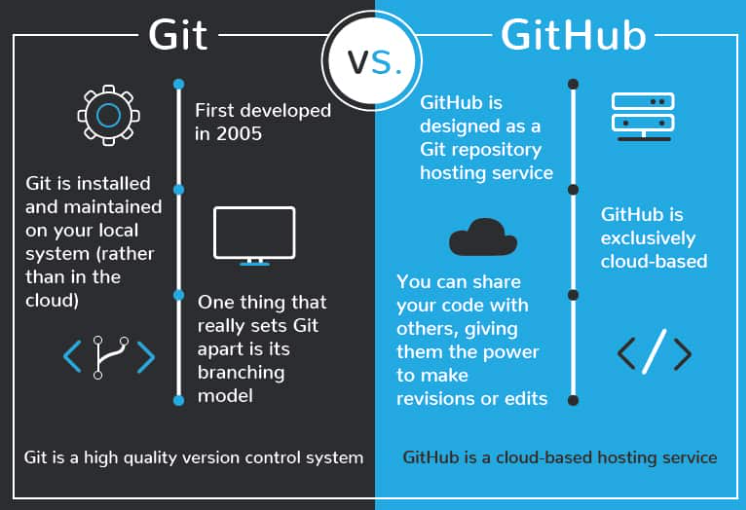 Git
vs.
GitHub
First developed
in 2005
Git is installed
and maintained
on your local
system (rather
than in the
cloud)
One thing that
really sets Git
apart is its
branching
model
Git is a high quality version control system
GitHub is
designed as a
Git repository
hosting service
GitHub is
exclusively
cloud-based
You can share
your code with
others, giving
them the power
to make
revisions or edits
GitHub is a cloud-based hosting service